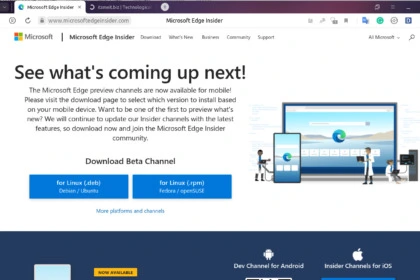 Microsoft Edge Insider
www.microsoftedgeinsider.com
Microsoft Edge Insider
Microsoft
Microsoft Edge Insider
Download
What's New
Business
Community
Support
All Microsoft
See what's coming up next!
The Microsoft Edge preview channels are now available for mobile!
Please visit the download page to select which version to install based
on your mobile device. Want to be one of the first to preview what's
new? We will continue to update our Insider channels with the latest
features, so download now and join the Microsoft Edge Insider
community.
Download Beta Channel
for Linux (.deb)
Debian / Ubuntu
for Linux (.rpm)
Fedora / openSUSE
More platforms and channels
NOW AVAILABLE
Dev Channel for Android
Insider Channels for iOS